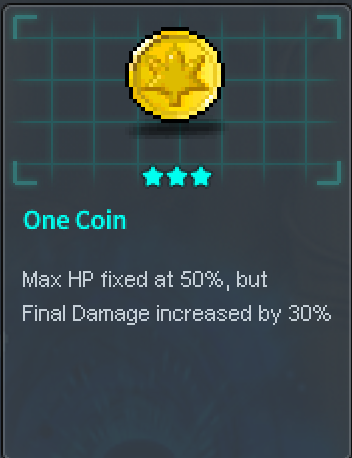 One Coin
Max HP fixed at 50%, but
Final Damage increased by 30%